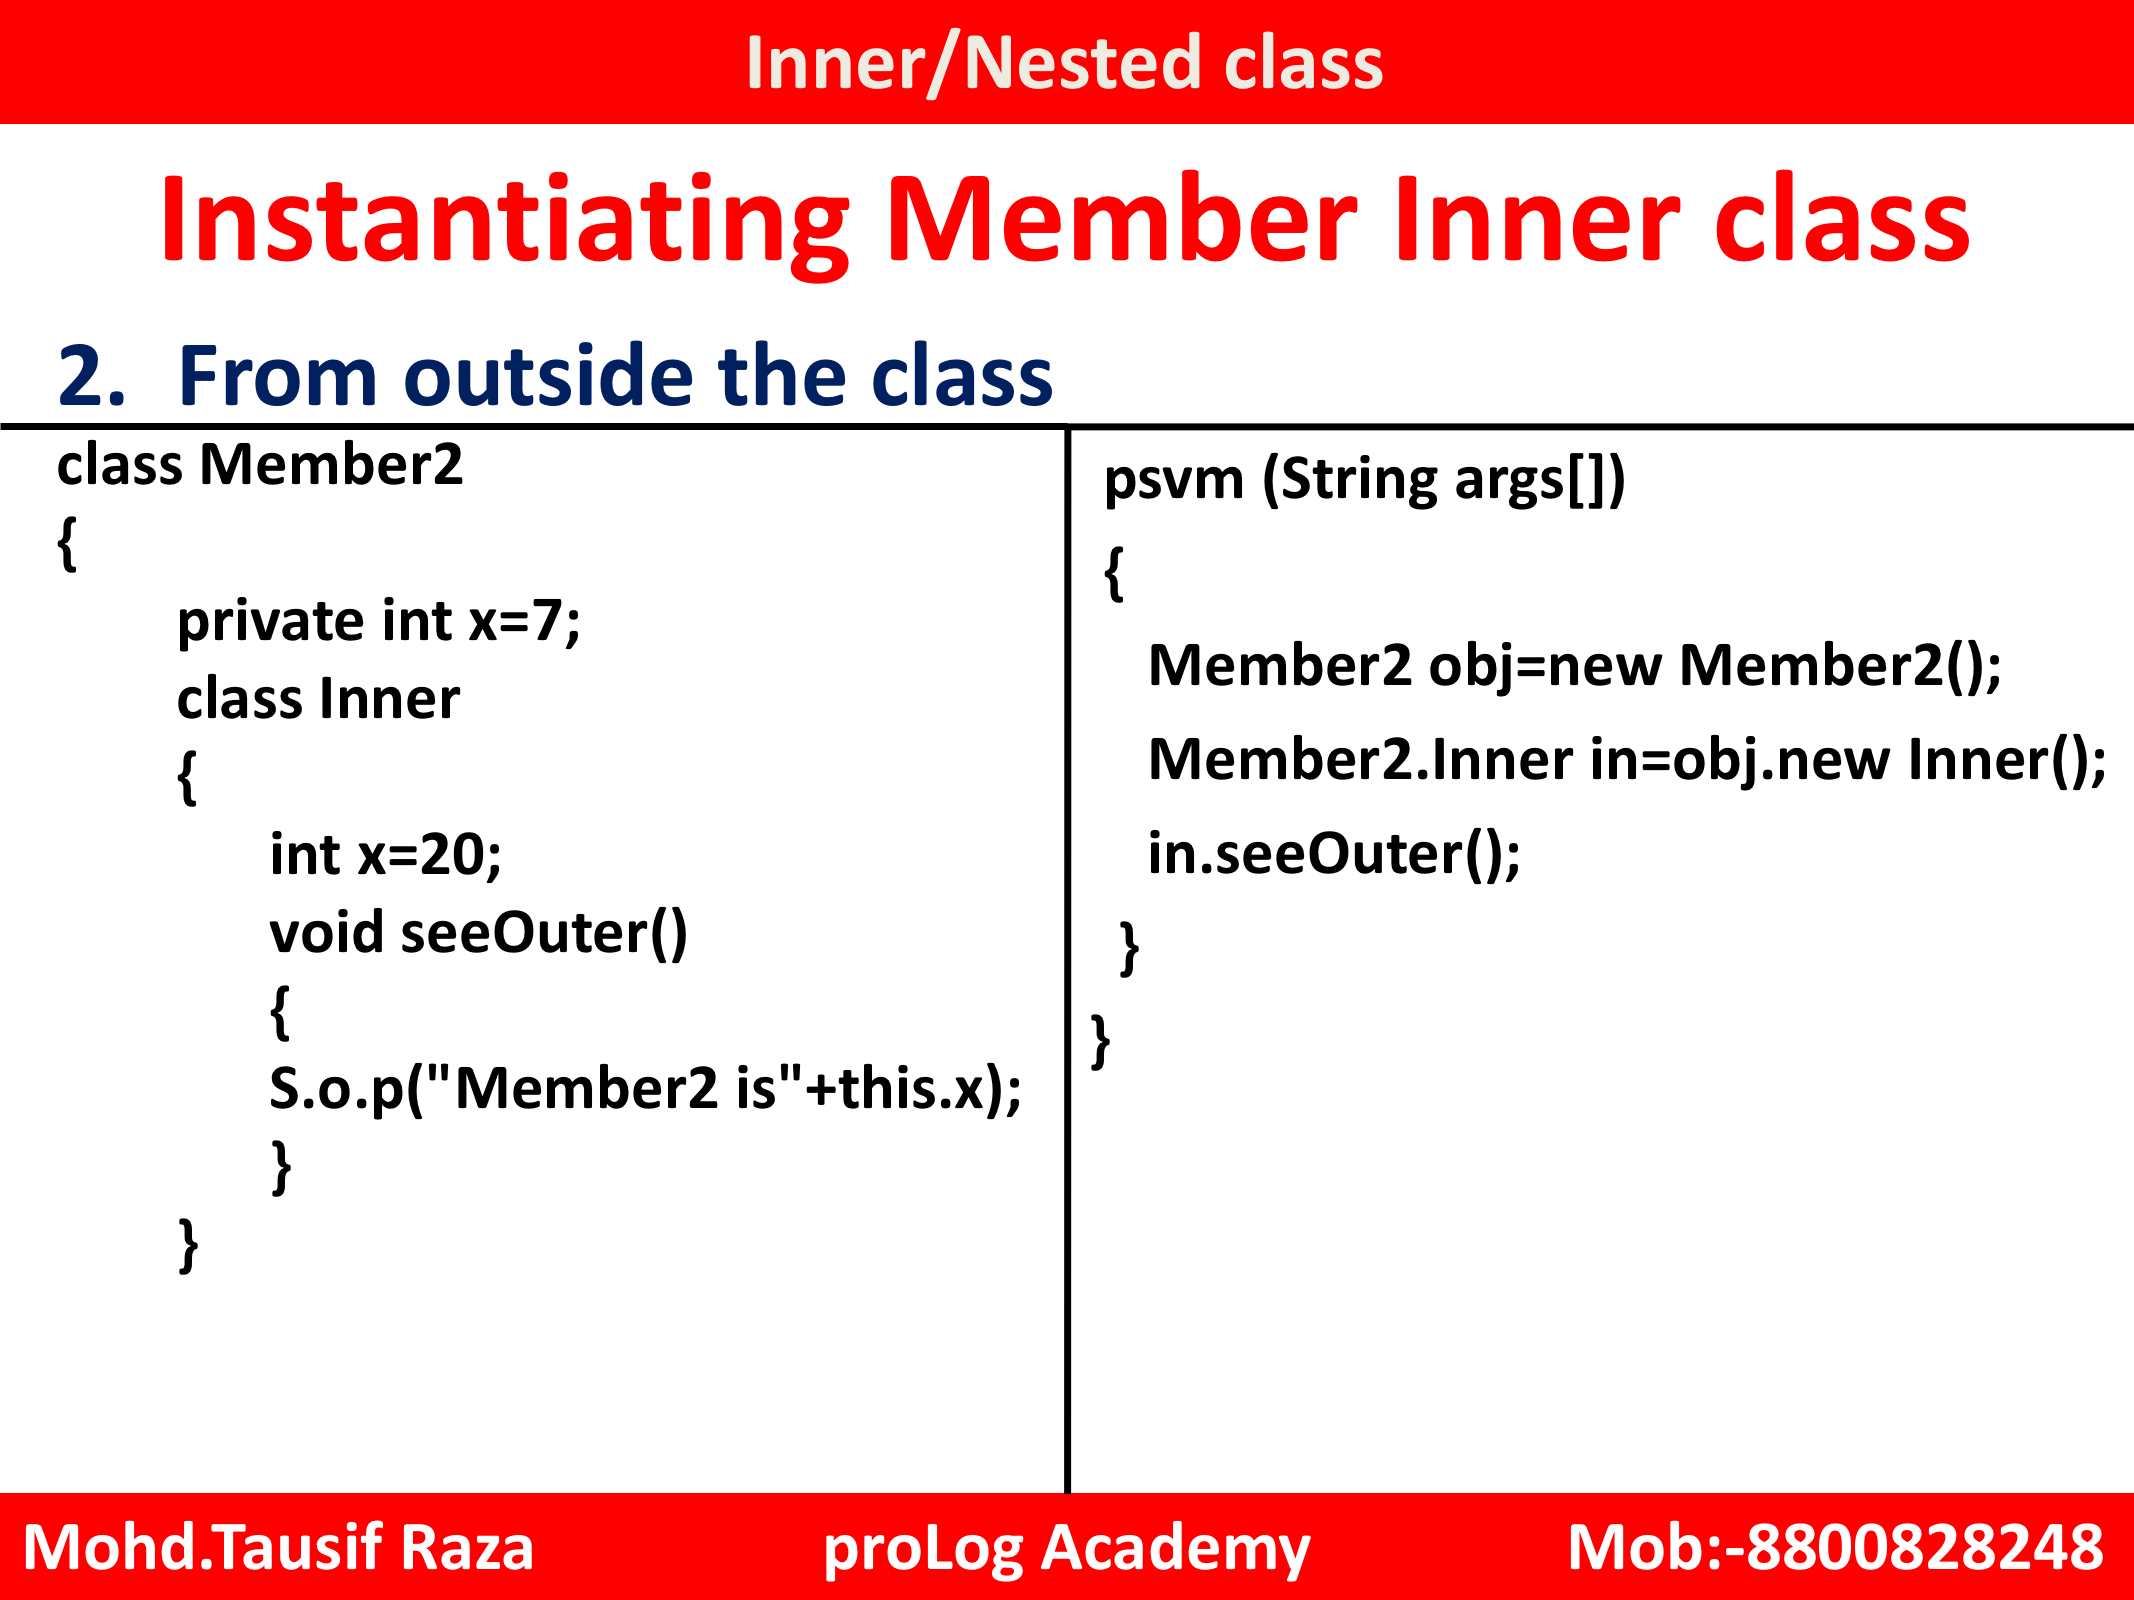 Inner/Nested class
Instantiating Member Inner class
2. From outside the class
class Member2
{
private int x=7;
class Inner
{
int x=20;
void seeOuter()
{
S.o.p("Member2 is"+this.x);
}
}
psvm (String args[])
{
Member2 obj=new Member2();
Member2.Inner in=obj.new Inner();
in.seeOuter();
}
}
Mohd.Tausif Raza proLog Academy Mob:-8800828248